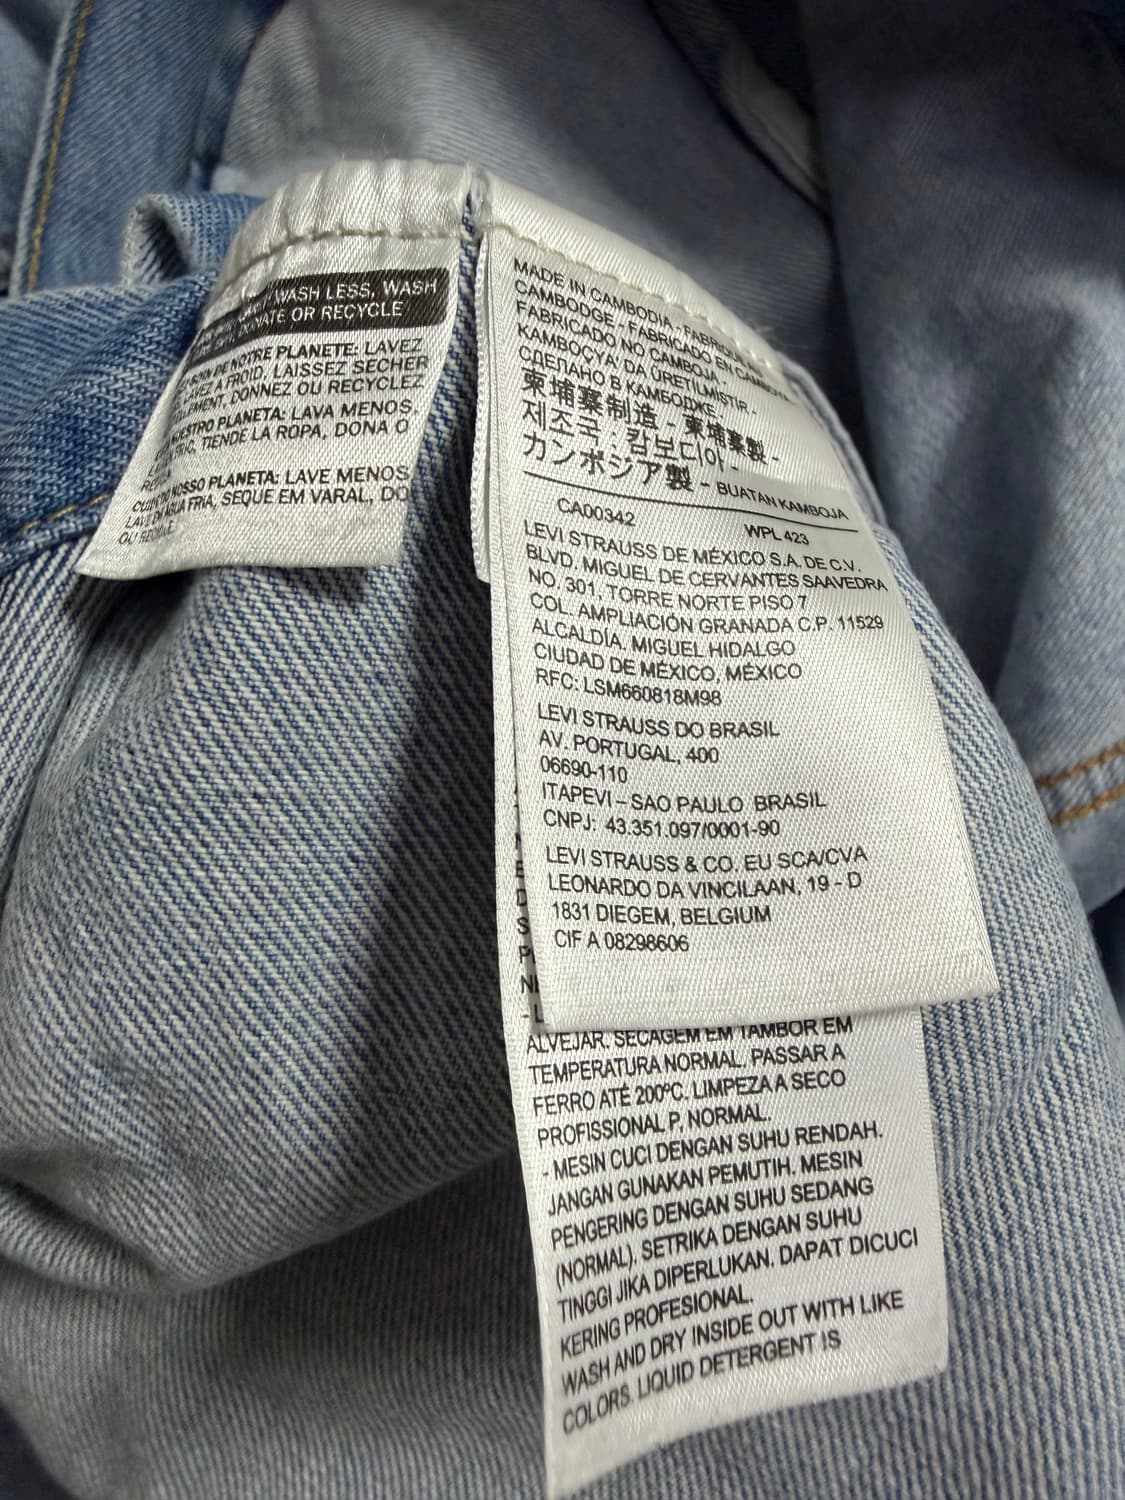 WASH LESS, WASH
OR RECYCLE
NOTRE PLANETE: LAVEZ
À FROID, LAISSEZ SÉCHER
DONNEZ OU RECYCLEZ
PLANETA: LAVA MENOS,
TIENDE LA ROPA, DONA O
NOSSO PLANETA: LAVE MENOS
ÁGUA FRIA, SEQUE EM VARAL, DO
OU
MADE IN CAMBODIA -
CAMBODGE - FABRICADO EN
FABRICADO NO CAMBOJA -
KAMBOÇYA' DA ÜRETİLMİŞTİR -
СДЕЛАНО В КАМБОДЖЕ -
柬埔寨制造 - 柬埔寨製 -
제조국 : 캄보디아 -
カンボジア製 - BUATAN KAMBOJA
CA00342 WPL 423
LEVI STRAUSS DE MÉXICO S.A. DE C.V.
BLVD. MIGUEL DE CERVANTES SAAVEDRA
NO. 301, TORRE NORTE PISO 7
COL. AMPLIACIÓN GRANADA C.P. 11529
ALCALDÍA. MIGUEL HIDALGO
CIUDAD DE MÉXICO, MÉXICO
RFC: LSM660818M98
LEVI STRAUSS DO BRASIL
AV. PORTUGAL, 400
06690-110
ITAPEVI – SAO PAULO BRASIL
CNPJ: 43.351.097/0001-90
LEVI STRAUSS & CO. EU SCA/CVA
LEONARDO DA VINCILAAN, 19 - D
1831 DIEGEM, BELGIUM
CIF A 08298606
ALVEJAR. SECAGEM EM TAMBOR EM
TEMPERATURA NORMAL. PASSAR A
FERRO ATÉ 200ºC. LIMPEZA A SECO
PROFISSIONAL P, NORMAL.
- MESIN CUCI DENGAN SUHU RENDAH.
JANGAN GUNAKAN PEMUTIH. MESIN
PENGERING DENGAN SUHU SEDANG
(NORMAL). SETRIKA DENGAN SUHU
TINGGI JIKA DIPERLUKAN. DAPAT DICUCI
KERING PROFESIONAL.
WASH AND DRY INSIDE OUT WITH LIKE
COLORS. LIQUID DETERGENT IS